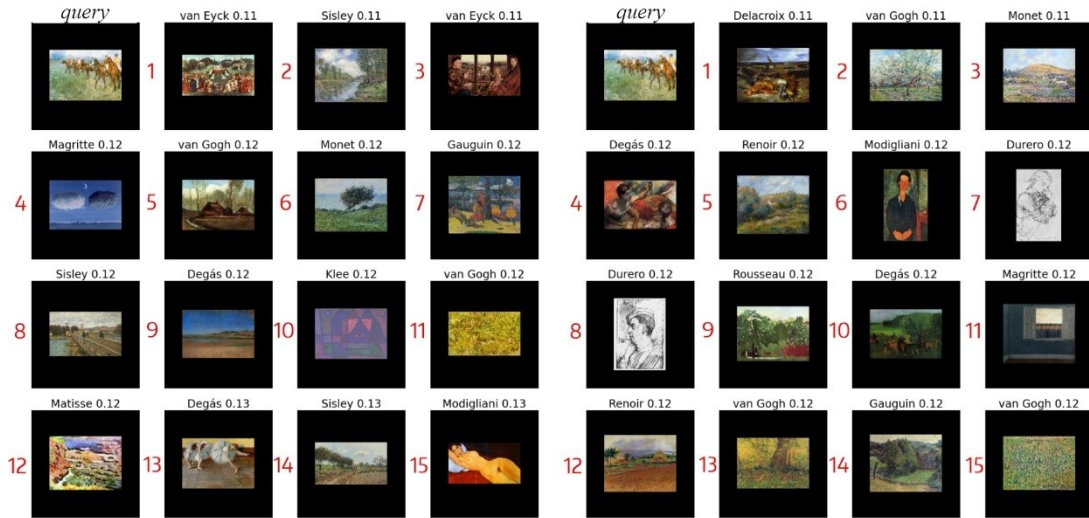 query van Eyck 0.11 Sisley 0.11 van Eyck 0.11
1 2 3
Magritte 0.12 van Gogh 0.12 Monet 0.12 Gauguin 0.12
4 5 6 7
Sisley 0.12 Degás 0.12 Klee 0.12 van Gogh 0.12
8 9 10 11
Matisse 0.12 Degás 0.13 Sisley 0.13 Modigliani 0.13
12 13 14 15
query Delacroix 0.11 van Gogh 0.11 Monet 0.11
1 2 3
Degás 0.12 Renoir 0.12 Modigliani 0.12 Durero 0.12
4 5 6 7
Durero 0.12 Rousseau 0.12 Degás 0.12 Magritte 0.12
8 9 10 11
Renoir 0.12 van Gogh 0.12 Gauguin 0.12 van Gogh 0.12
12 13 14 15